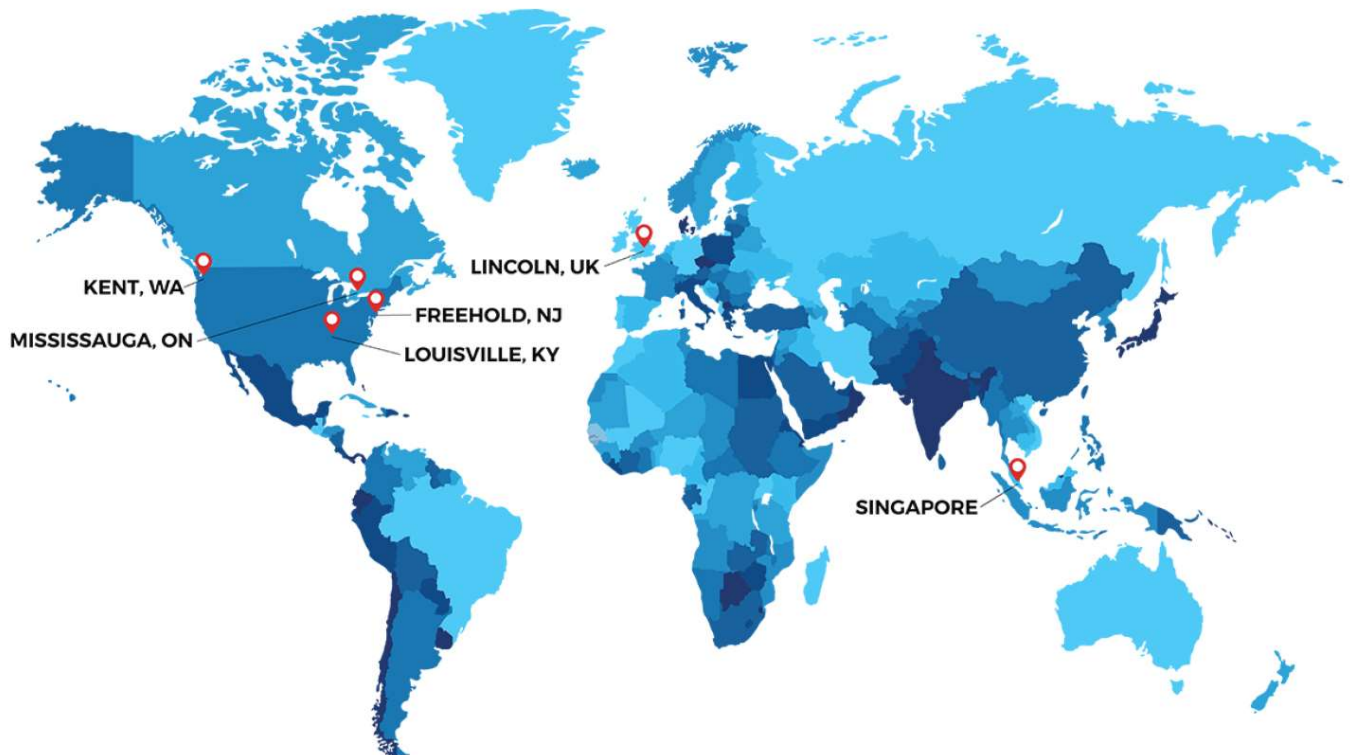 LINCOLN, UK
KENT, WA
FREEHOLD, NJ
MISSISSAUGA, ON
LOUISVILLE, KY
SINGAPORE